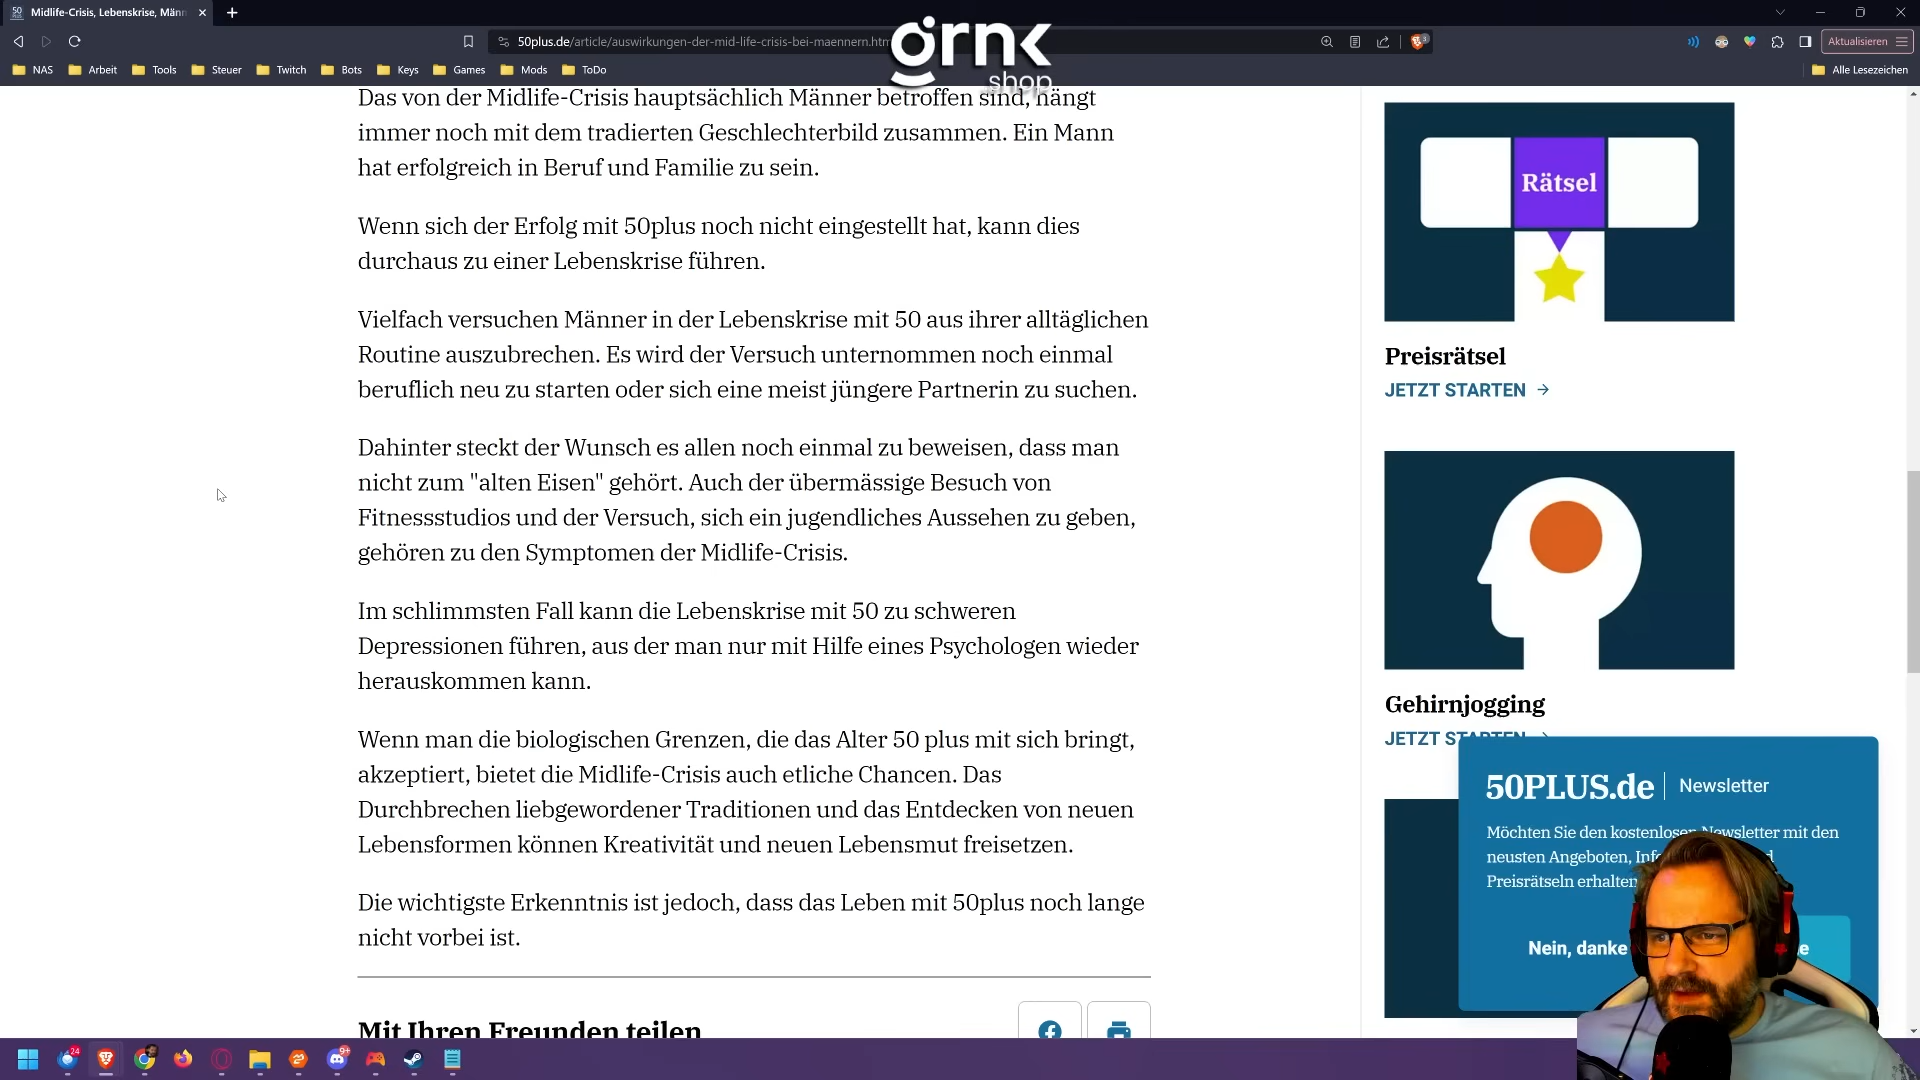 Midlife-Crisis, Lebenskrise, Männ
50plus.de/article/auswirkungen-der-mid-life-crisis-bei-maennern.htm
Aktualisieren
NAS Arbeit Tools Steuer Twitch Bots Keys Games Mods ToDo Alle Lesezeichen
grnk
.shop
Das von der Midlife-Crisis hauptsächlich Männer betroffen sind, hängt
immer noch mit dem tradierten Geschlechterbild zusammen. Ein Mann
hat erfolgreich in Beruf und Familie zu sein.
Wenn sich der Erfolg mit 50plus noch nicht eingestellt hat, kann dies
durchaus zu einer Lebenskrise führen.
Vielfach versuchen Männer in der Lebenskrise mit 50 aus ihrer alltäglichen
Routine auszubrechen. Es wird der Versuch unternommen noch einmal
beruflich neu zu starten oder sich eine meist jüngere Partnerin zu suchen.
Dahinter steckt der Wunsch es allen noch einmal zu beweisen, dass man
nicht zum "alten Eisen" gehört. Auch der übermässige Besuch von
Fitnessstudios und der Versuch, sich ein jugendliches Aussehen zu geben,
gehören zu den Symptomen der Midlife-Crisis.
Im schlimmsten Fall kann die Lebenskrise mit 50 zu schweren
Depressionen führen, aus der man nur mit Hilfe eines Psychologen wieder
herauskommen kann.
Wenn man die biologischen Grenzen, die das Alter 50 plus mit sich bringt,
akzeptiert, bietet die Midlife-Crisis auch etliche Chancen. Das
Durchbrechen liebgewordener Traditionen und das Entdecken von neuen
Lebensformen können Kreativität und neuen Lebensmut freisetzen.
Die wichtigste Erkenntnis ist jedoch, dass das Leben mit 50plus noch lange
nicht vorbei ist.
Mit Ihren Freunden teilen
Rätsel
Preisrätsel
JETZT STARTEN →
Gehirnjogging
JETZT STARTEN
50PLUS.de | Newsletter
Möchten Sie den kostenlosen Newsletter mit den
neusten Angeboten,
Preisrätseln erhalten
Nein, danke
24
9+